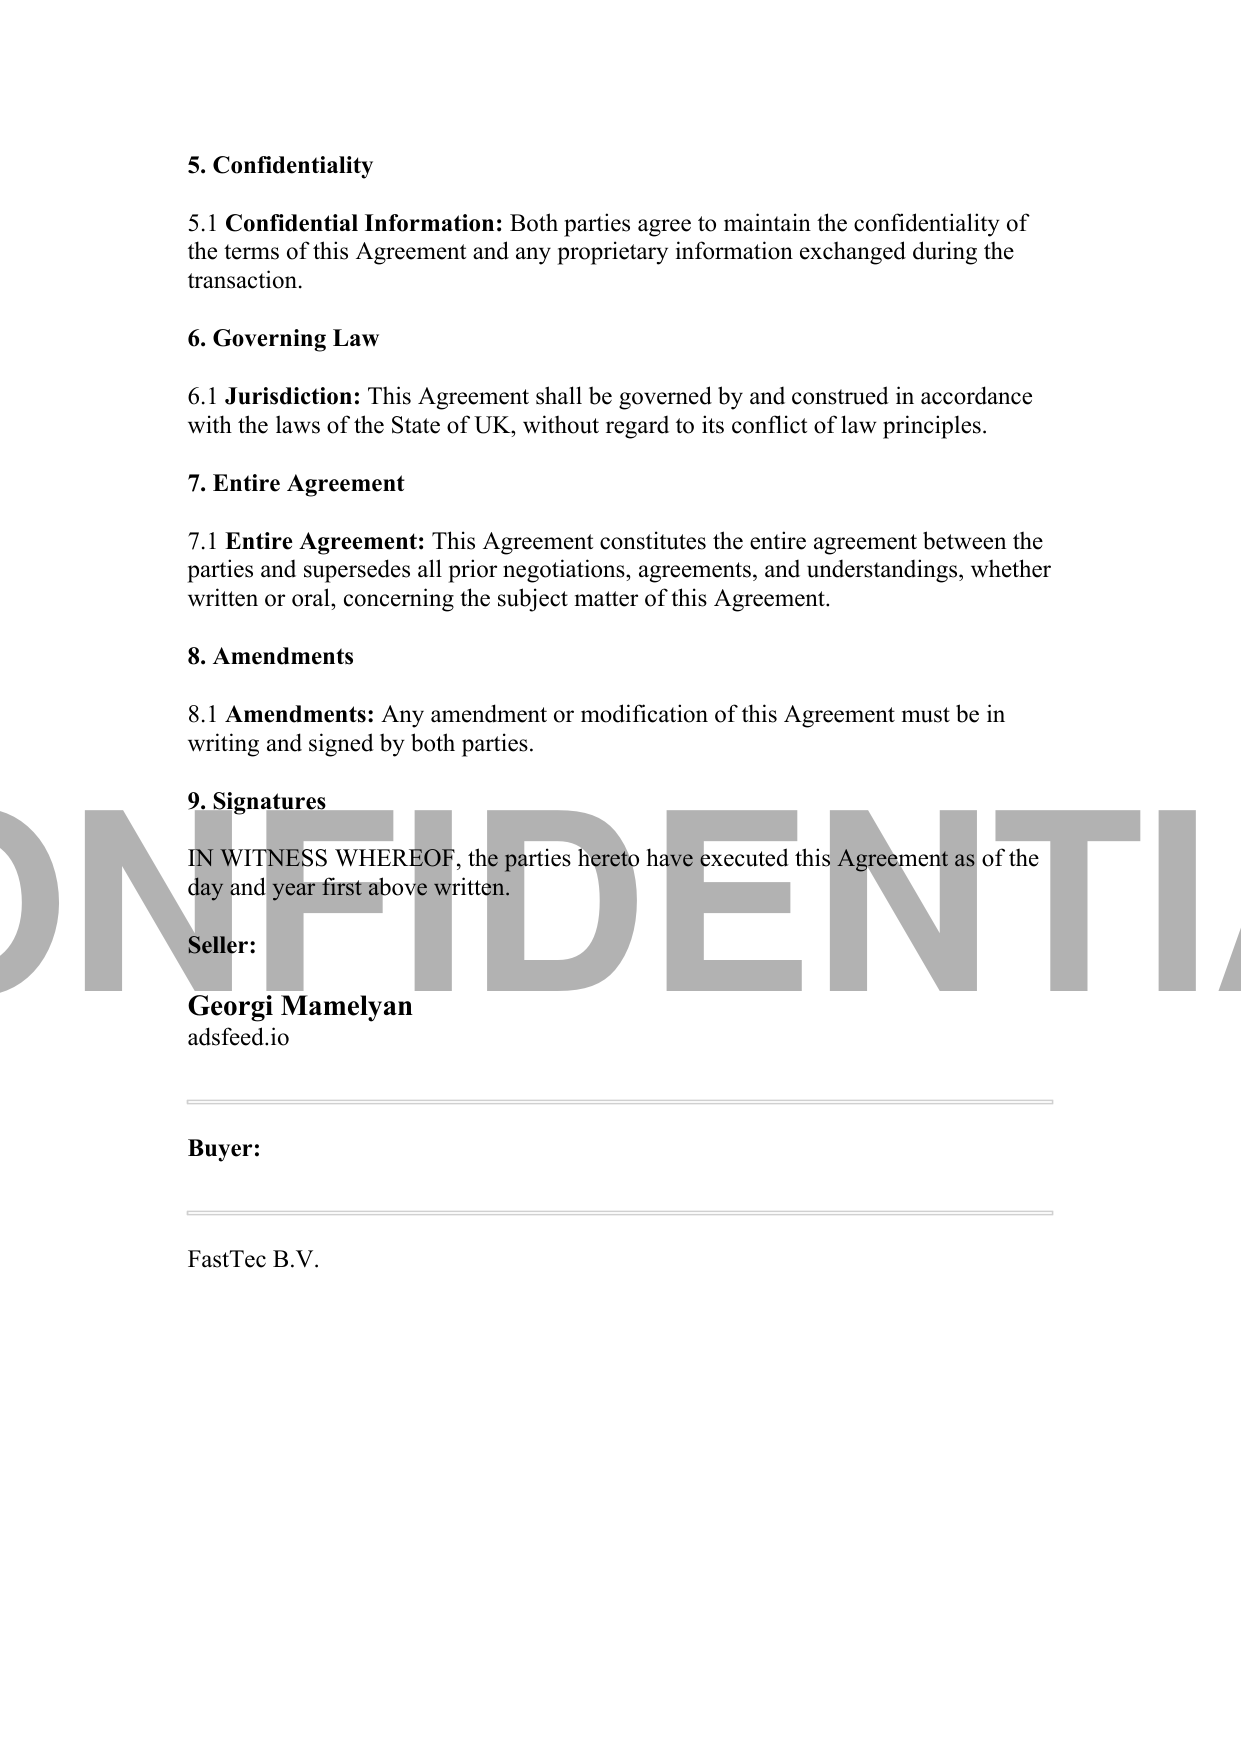 5. Confidentiality
5.1 Confidential Information: Both parties agree to maintain the confidentiality of
the terms of this Agreement and any proprietary information exchanged during the
transaction.
6. Governing Law
6.1 Jurisdiction: This Agreement shall be governed by and construed in accordance
with the laws of the State of UK, without regard to its conflict of law principles.
7. Entire Agreement
7.1 Entire Agreement: This Agreement constitutes the entire agreement between the
parties and supersedes all prior negotiations, agreements, and understandings, whether
written or oral, concerning the subject matter of this Agreement.
8. Amendments
8.1 Amendments: Any amendment or modification of this Agreement must be in
writing and signed by both parties.
9. Signatures
ONFIDENTIA
IN WITNESS WHEREOF, the parties hereto have executed this Agreement as of the
day and year first above written.
Seller:
Georgi Mamelyan
adsfeed.io
Buyer:
FastTec B.V.